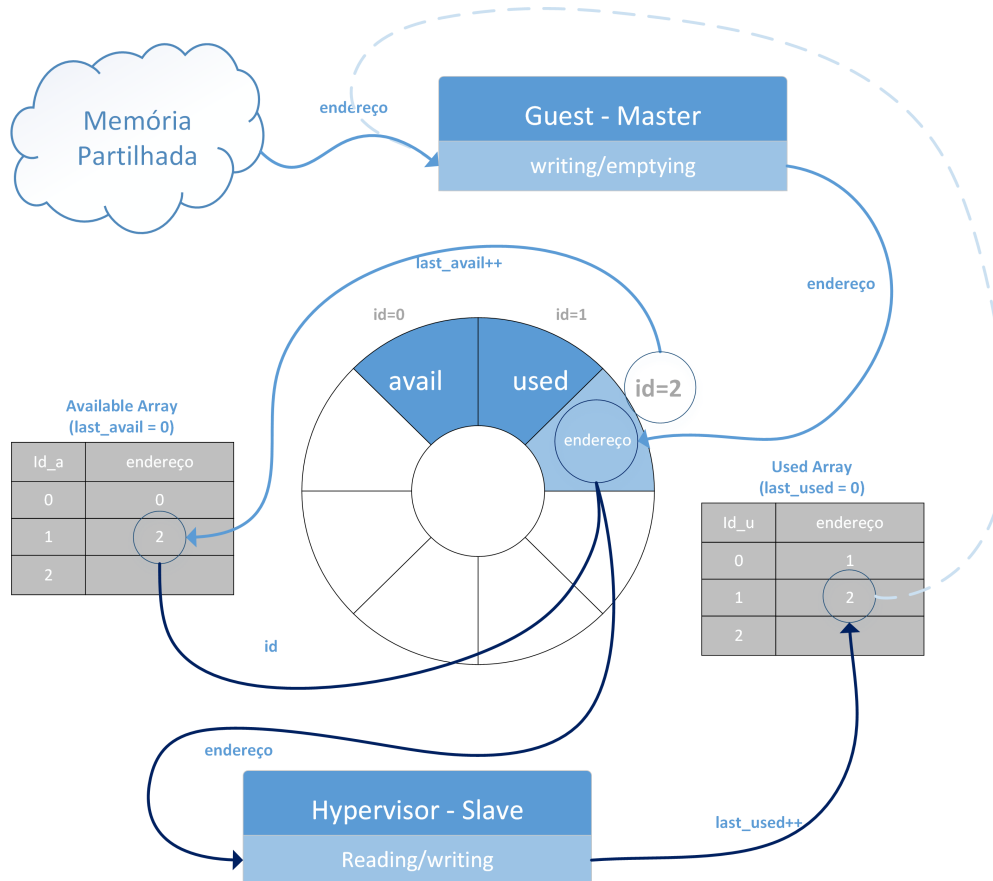 Memória
Partilhada
endereço
Guest - Master
writing/emptying
endereço
last_avail++
id=0
id=1
avail
used
id=2
endereço
Available Array
(last_avail = 0)
Id_a endereço
0 0
1 2
2
Used Array
(last_used = 0)
Id_u endereço
0 1
1 2
2
id
endereço
Hypervisor - Slave
Reading/writing
last_used++